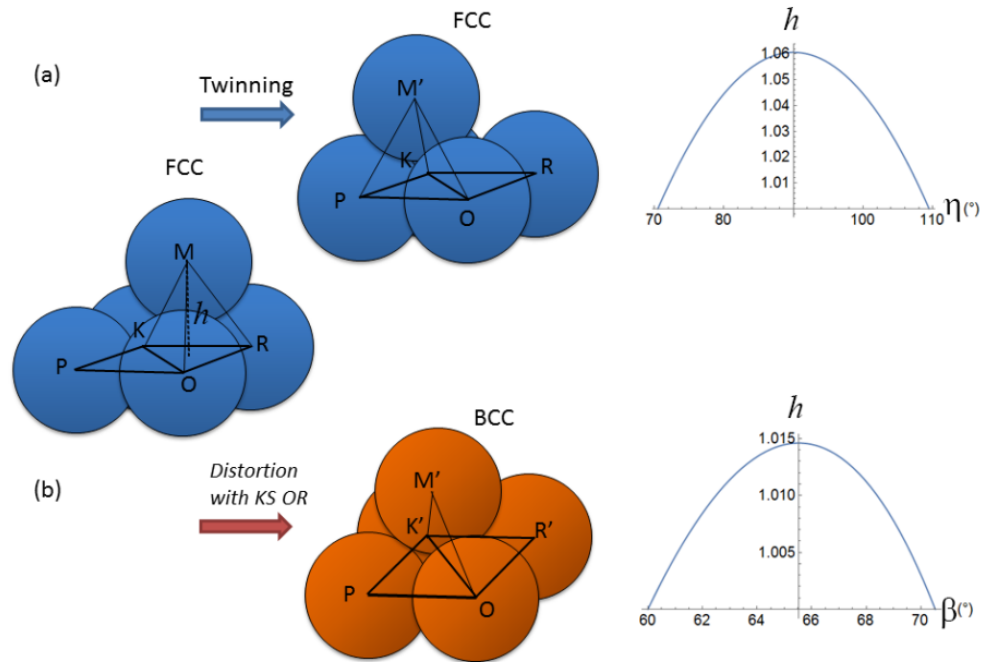 (a)
Twinning
FCC
FCC
M'
K
R
P
O
M
h
K
R
P
O
h
1.06
1.05
1.04
1.03
1.02
1.01
70
80
100
110
η(°)
(b)
Distortion
with KS OR
BCC
M'
K'
R'
P
O
h
1.015
1.010
1.005
60
62
64
66
68
70
β(°)